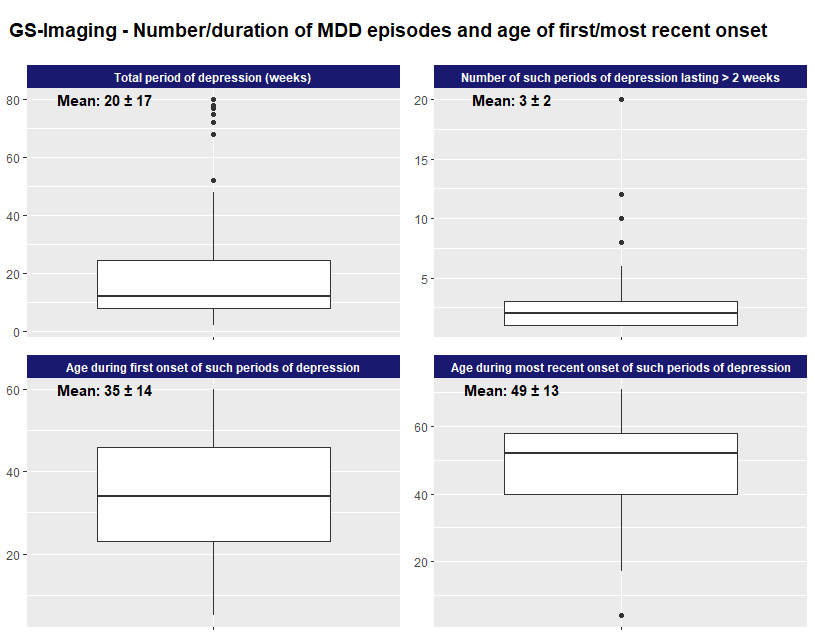 GS-Imaging - Number/duration of MDD episodes and age of first/most recent onset
Total period of depression (weeks)
Mean: 20 ± 17
80
60
40
20
0
Number of such periods of depression lasting > 2 weeks
Mean: 3 ± 2
20
15
10
5
Age during first onset of such periods of depression
Mean: 35 ± 14
60
40
20
Age during most recent onset of such periods of depression
Mean: 49 ± 13
60
40
20